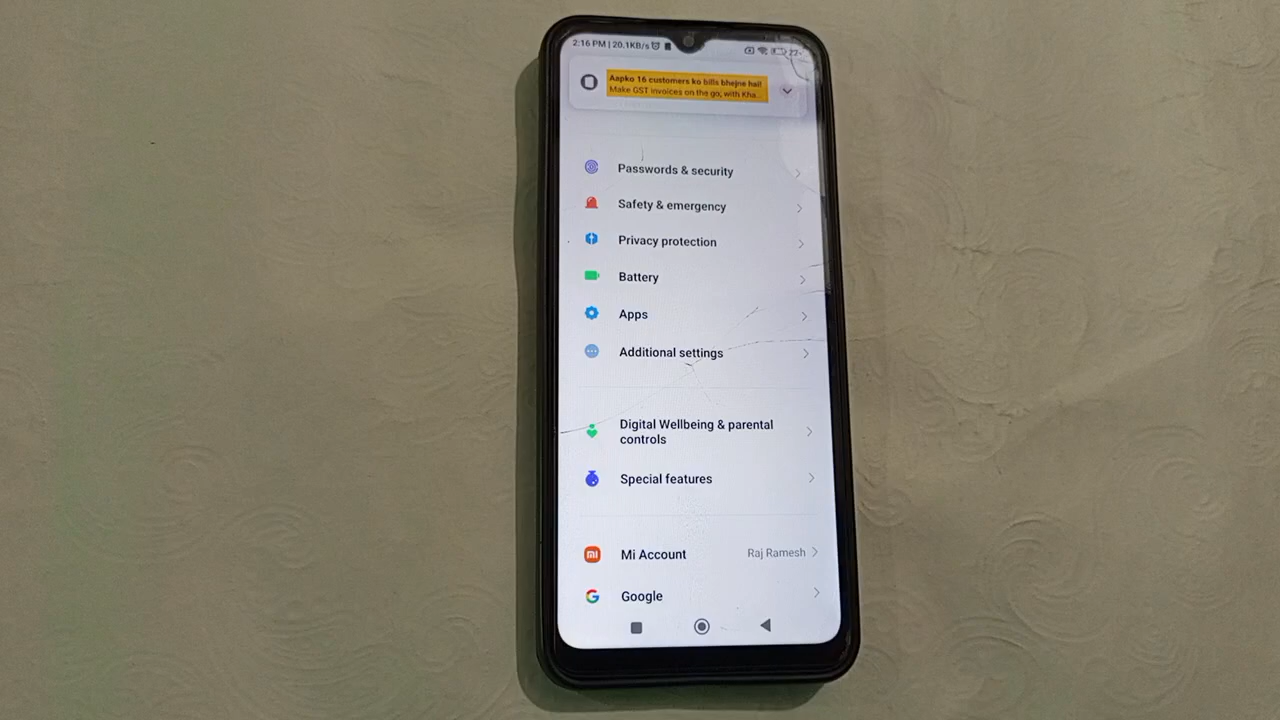 2:16 PM | 20.1KB/s
Aapko 16 customers ko bills bhejne hai!
Make GST invoices on the go, with Kha...
Passwords & security
Safety & emergency
Privacy protection
Battery
Apps
Additional settings
Digital Wellbeing & parental
controls
Special features
mi Mi Account Raj Ramesh
Google